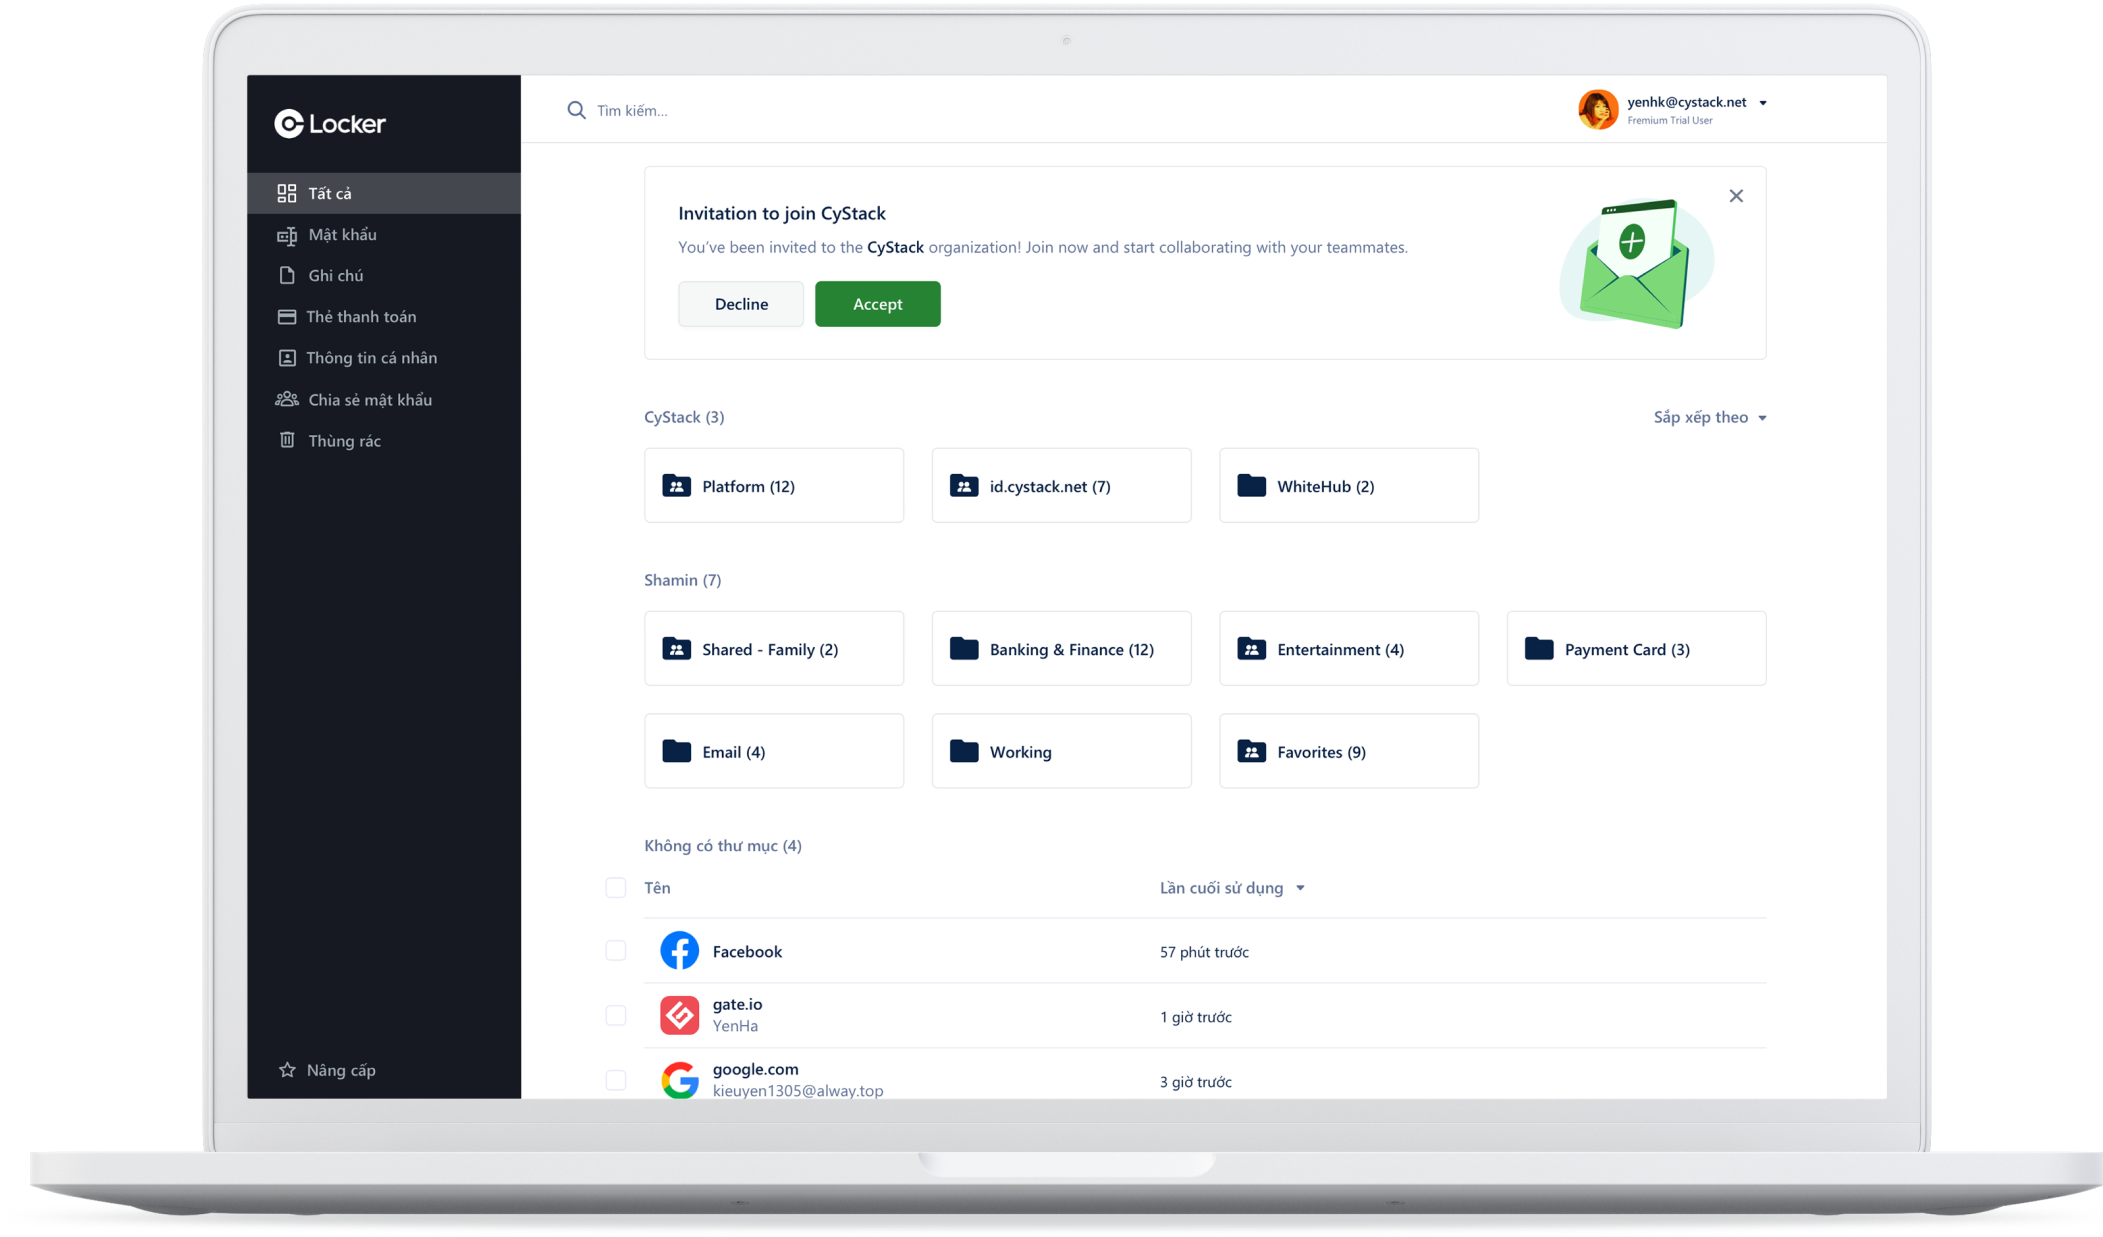 Locker
Tất cả
Mật khẩu
Ghi chú
Thẻ thanh toán
Thông tin cá nhân
Chia sẻ mật khẩu
Thùng rác
Nâng cấp
Tìm kiếm...
yenhk@cystack.net
Fremium Trial User
Invitation to join CyStack
You’ve been invited to the CyStack organization! Join now and start collaborating with your teammates.
Decline
Accept
CyStack (3)
Sắp xếp theo
Platform (12)
id.cystack.net (7)
WhiteHub (2)
Shamin (7)
Shared - Family (2)
Banking & Finance (12)
Entertainment (4)
Payment Card (3)
Email (4)
Working
Favorites (9)
Không có thư mục (4)
Tên
Lần cuối sử dụng
Facebook
57 phút trước
gate.io
YenHa
1 giờ trước
google.com
kieuyen1305@alway.top
3 giờ trước